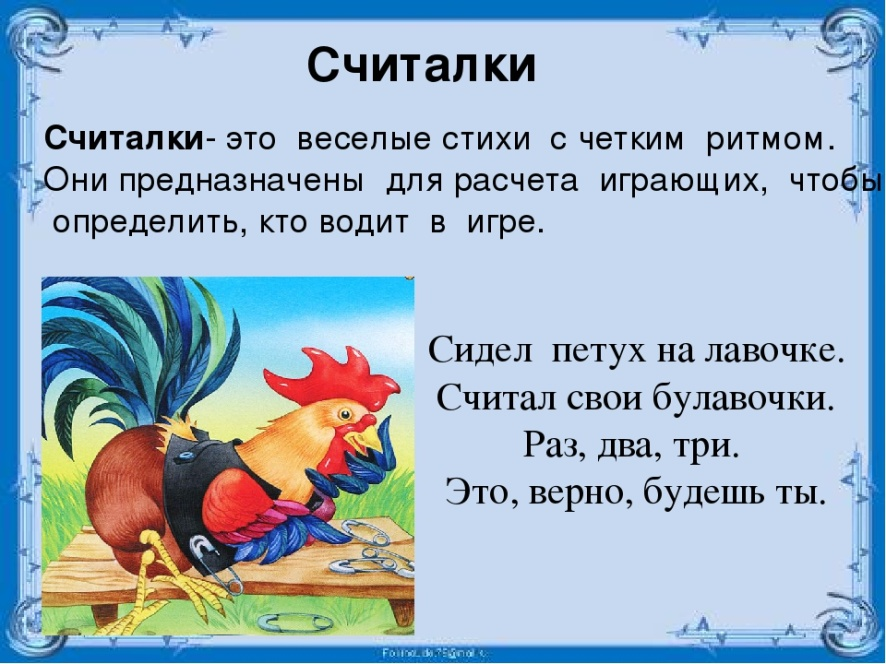 Считалки
Считалки- это веселые стихи с четким ритмом.
Они предназначены для расчета играющих, чтобы
определить, кто водит в игре.
Сидел петух на лавочке.
Считал свои булавочки.
Раз, два, три.
Это, верно, будешь ты.